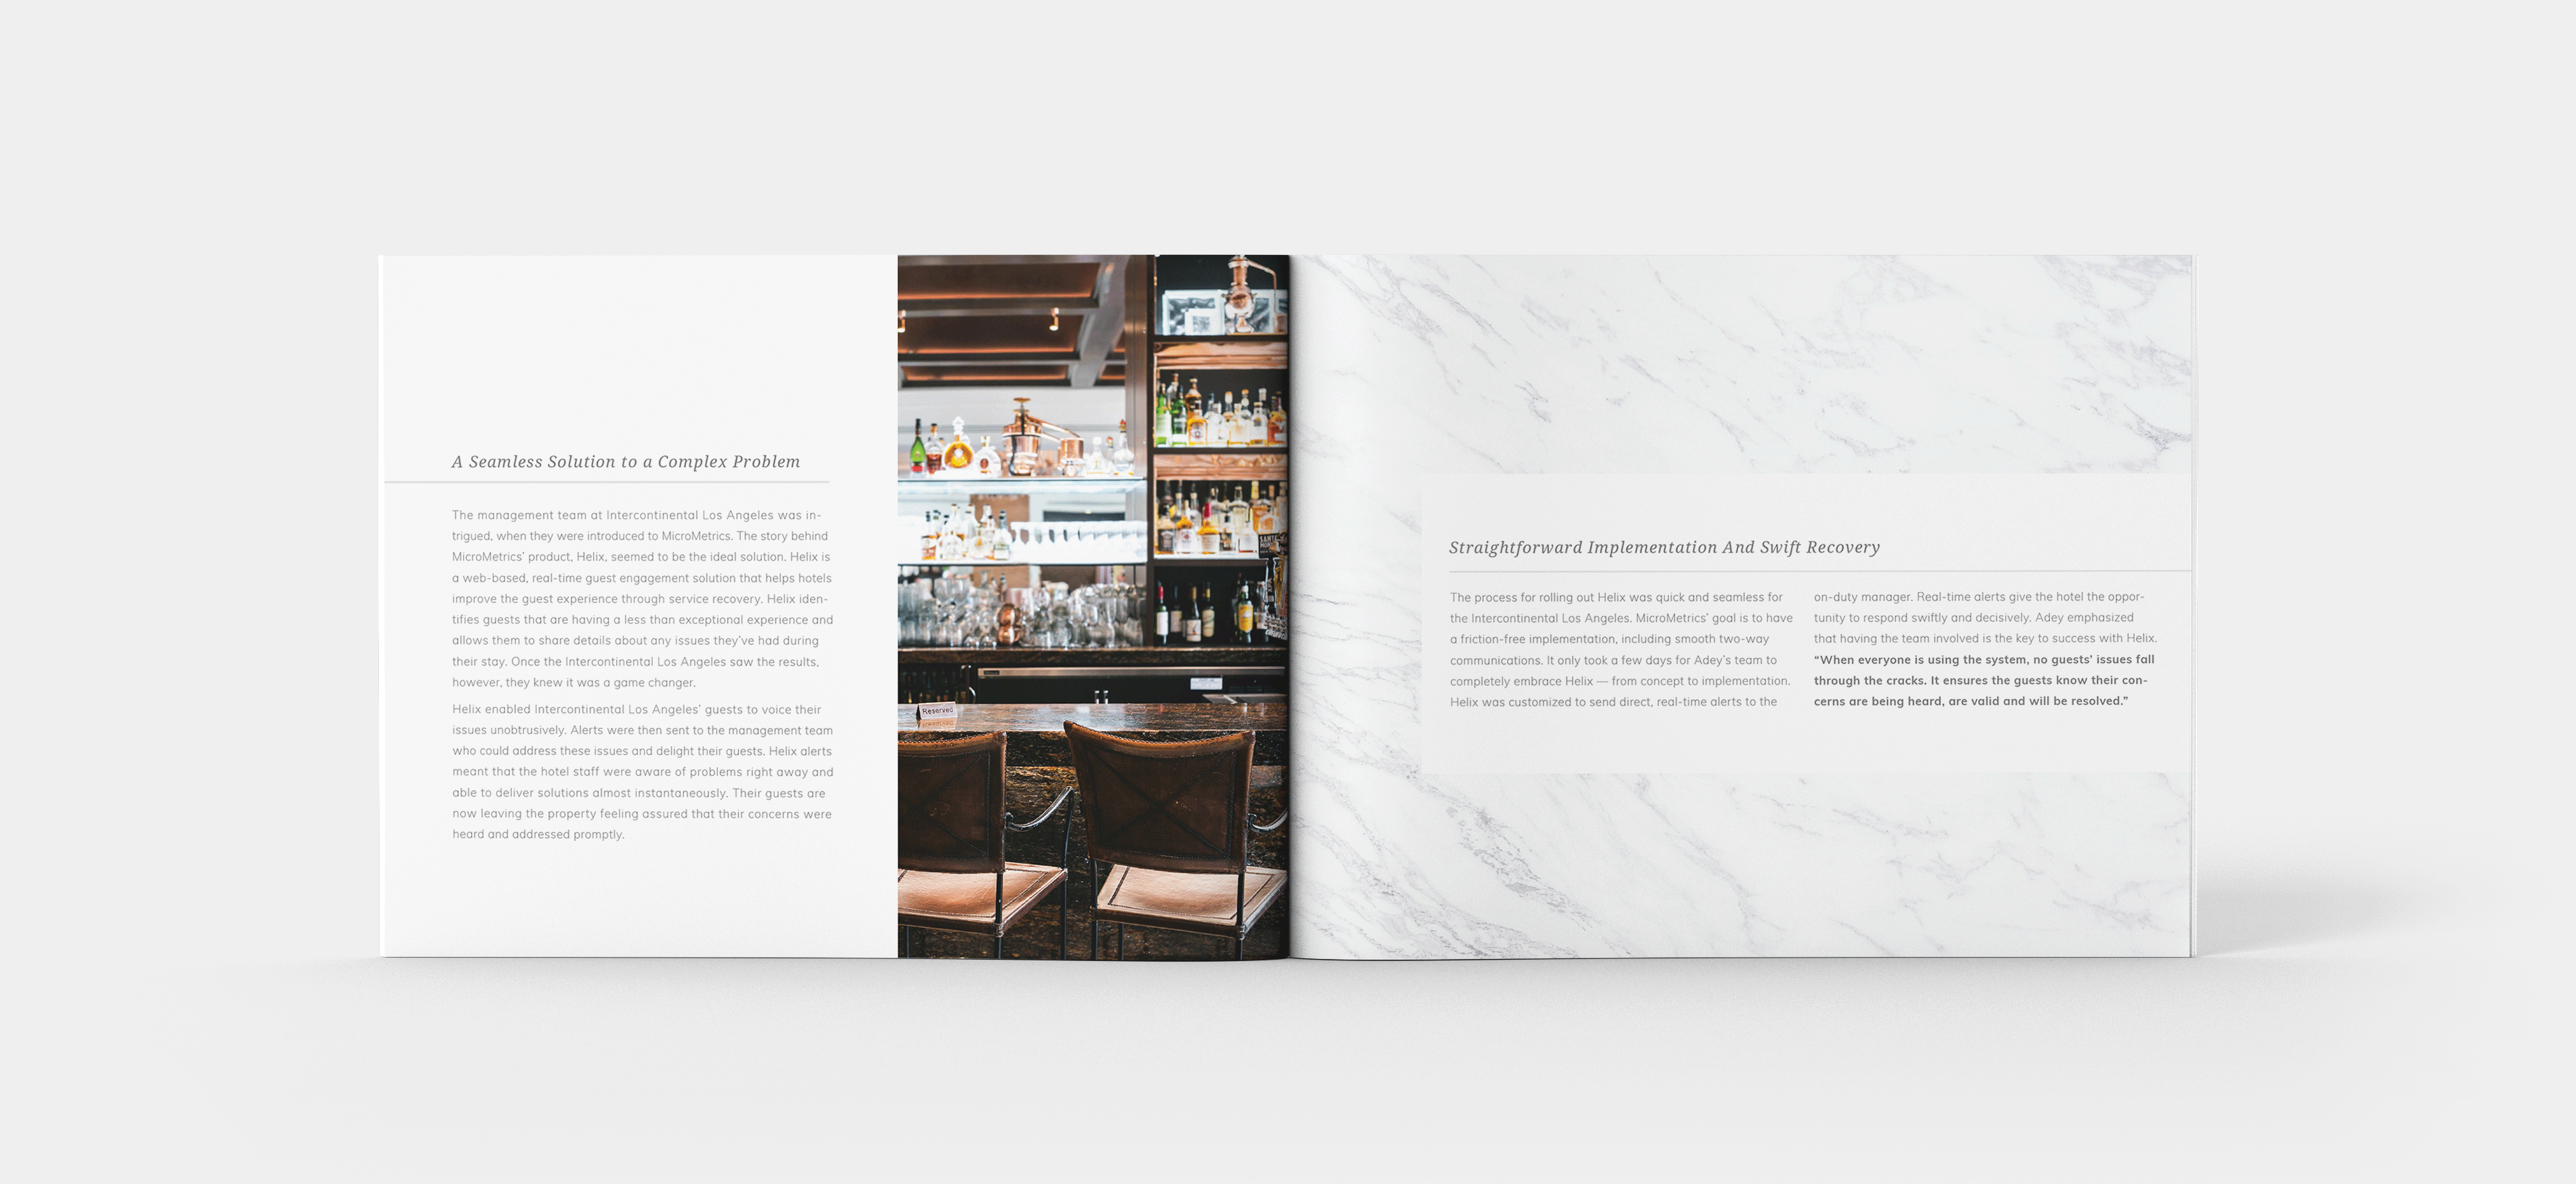 A Seamless Solution to a Complex Problem
The management team at Intercontinental Los Angeles was in-
trigued, when they were introduced to MicroMetrics. The story behind
MicroMetrics' product, Helix, seemed to be the ideal solution. Helix is
a web-based, real-time guest engagement solution that helps hotels
improve the guest experience through service recovery. Helix iden-
tifies guests that are having a less than exceptional experience and
allows them to share details about any issues they've had during
their stay. Once the Intercontinental Los Angeles saw the results,
however, they knew it was a game changer.
Helix enabled Intercontinental Los Angeles' guests to voice their
issues unobtrusively. Alerts were then sent to the management team
who could address these issues and delight their guests. Helix alerts
meant that the hotel staff were aware of problems right away and
able to deliver solutions almost instantaneously. Their guests are
now leaving the property feeling assured that their concerns were
heard and addressed promptly.
Reserved
Straightforward Implementation And Swift Recovery
The process for rolling out Helix was quick and seamless for
the Intercontinental Los Angeles. MicroMetrics' goal is to have
a friction-free implementation, including smooth two-way
communications. It only took a few days for Adey's team to
completely embrace Helix — from concept to implementation.
Helix was customized to send direct, real-time alerts to the
on-duty manager. Real-time alerts give the hotel the oppor-
tunity to respond swiftly and decisively. Adey emphasized
that having the team involved is the key to success with Helix.
“When everyone is using the system, no guests' issues fall
through the cracks. It ensures the guests know their con-
cerns are being heard, are valid and will be resolved.”